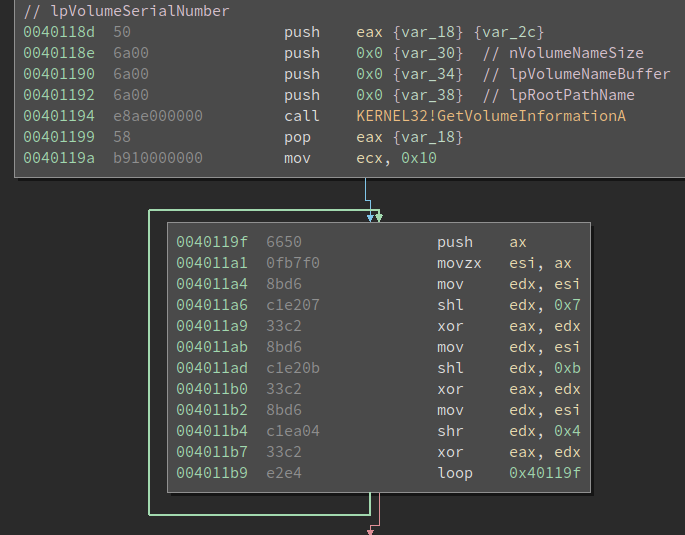 // lpVolumeSerialNumber
0040118d 50 push eax {var_18} {var_2c}
0040118e 6a00 push 0x0 {var_30} // nVolumeNameSize
00401190 6a00 push 0x0 {var_34} // lpVolumeNameBuffer
00401192 6a00 push 0x0 {var_38} // lpRootPathName
00401194 e8ae000000 call KERNEL32!GetVolumeInformationA
00401199 58 pop eax {var_18}
0040119a b910000000 mov ecx, 0x10
0040119f 6650 push ax
004011a1 0fb7f0 movzx esi, ax
004011a4 8bd6 mov edx, esi
004011a6 c1e207 shl edx, 0x7
004011a9 33c2 xor eax, edx
004011ab 8bd6 mov edx, esi
004011ad c1e20b shl edx, 0xb
004011b0 33c2 xor eax, edx
004011b2 8bd6 mov edx, esi
004011b4 c1ea04 shr edx, 0x4
004011b7 33c2 xor eax, edx
004011b9 e2e4 loop 0x40119f